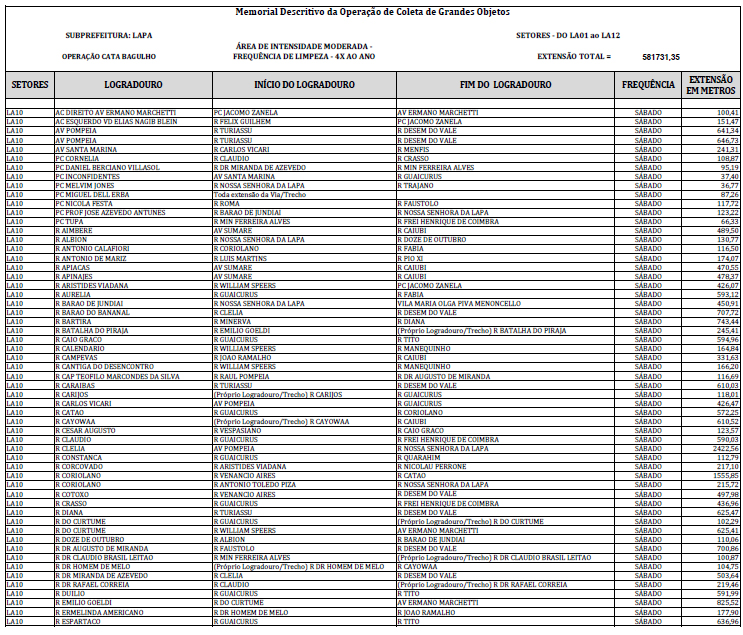 Memorial Descritivo da Operação de Coleta de Grandes Objetos
SUBPREFEITURA: LAPA
SETORES - DO LA01 ao LA12
OPERAÇÃO CATA BAGULHO
ÁREA DE INTENSIDADE MODERADA -
FREQUÊNCIA DE LIMPEZA - 4X AO ANO
EXTENSÃO TOTAL = 581731,35
SETORES LOGRADOURO INÍCIO DO LOGRADOURO FIM DO LOGRADOURO FREQUÊNCIA EXTENSÃO EM METROS
LA10 AC DIREITO AV ERMANO MARCHETTI PC JACOMO ZANELA AV ERMANO MARCHETTI SÁBADO 100,41
LA10 AC ESQUERDO VD ELIAS NAGIB BLEIN R FELIX GUILHEM PC JACOMO ZANELA SÁBADO 151,47
LA10 AV POMPEIA R TURIASSU R DESEM DO VALE SÁBADO 641,34
LA10 AV POMPEIA R TURIASSU R DESEM DO VALE SÁBADO 646,73
LA10 AV SANTA MARINA R CARLOS VICARI R MENFIS SÁBADO 241,31
LA10 PC CORNELIA R CLAUDIO R CRASSO SÁBADO 108,87
LA10 PC DANIEL BERCIANO VILLASOL R DR MIRANDA DE AZEVEDO R MIN FERREIRA ALVES SÁBADO 95,19
LA10 PC INCONFIDENTES AV SANTA MARINA R GUAICURUS SÁBADO 37,40
LA10 PC MELVIM JONES R NOSSA SENHORA DA LAPA R TRAJANO SÁBADO 36,77
LA10 PC MIGUEL DELL ERBA Toda extensão da Via/Trecho SÁBADO 87,26
LA10 PC NICOLA FESTA R ROMA R FAUSTOLO SÁBADO 117,72
LA10 PC PROF JOSE AZEVEDO ANTUNES R BARAO DE JUNDIAI R NOSSA SENHORA DA LAPA SÁBADO 123,22
LA10 PC TUPA R MIN FERREIRA ALVES R FREI HENRIQUE DE COIMBRA SÁBADO 66,33
LA10 R AIMBERE AV SUMARE R CAIUBI SÁBADO 489,50
LA10 R ALBION R NOSSA SENHORA DA LAPA R DOZE DE OUTUBRO SÁBADO 130,77
LA10 R ANTONIO CALAFIORI R CORIOLANO R FABIA SÁBADO 116,50
LA10 R ANTONIO DE MARIZ R LUIS MARTINS R PIO XI SÁBADO 174,07
LA10 R APIACAS AV SUMARE R CAIUBI SÁBADO 470,55
LA10 R APINAJES AV SUMARE R CAIUBI SÁBADO 478,37
LA10 R ARISTIDES VIADANA R WILLIAM SPEERS PC JACOMO ZANELA SÁBADO 426,07
LA10 R AURELIA R GUAICURUS R FABIA SÁBADO 593,12
LA10 R BARAO DE JUNDIAI R NOSSA SENHORA DA LAPA VILA MARIA OLGA PIVA MENONCELLO SÁBADO 450,91
LA10 R BARAO DO BANANAL R CLELIA R DESEM DO VALE SÁBADO 707,72
LA10 R BARTIRA R MINERVA R DIANA SÁBADO 743,44
LA10 R BATALHA DO PIRAJA R EMILIO GOELDI (Próprio Logradouro/Trecho) R BATALHA DO PIRAJA SÁBADO 245,41
LA10 R CAIO GRACO R GUAICURUS R TITO SÁBADO 594,96
LA10 R CALENDARIO R WILLIAM SPEERS R MANEQUINHO SÁBADO 164,84
LA10 R CAMPEVAS R JOAO RAMALHO R CAIUBI SÁBADO 331,63
LA10 R CANTIGA DO DESENCONTRO R WILLIAM SPEERS R MANEQUINHO SÁBADO 166,20
LA10 R CAP TEOFILO MARCONDES DA SILVA R RAUL POMPEIA R DR AUGUSTO DE MIRANDA SÁBADO 116,69
LA10 R CARAIBAS R TURIASSU R DESEM DO VALE SÁBADO 610,03
LA10 R CARIJOS (Próprio Logradouro/Trecho) R CARIJOS R GUAICURUS SÁBADO 118,01
LA10 R CARLOS VICARI AV POMPEIA R GUAICURUS SÁBADO 426,47
LA10 R CATAO R GUAICURUS R CORIOLANO SÁBADO 572,25
LA10 R CAYOWAA (Próprio Logradouro/Trecho) R CAYOWAA R CAIUBI SÁBADO 610,52
LA10 R CESAR AUGUSTO R VESPASIANO R CAIO GRACO SÁBADO 123,57
LA10 R CLAUDIO R GUAICURUS R FREI HENRIQUE DE COIMBRA SÁBADO 590,03
LA10 R CLELIA AV POMPEIA R NOSSA SENHORA DA LAPA SÁBADO 2422,56
LA10 R CONSTANCA R GUAICURUS R QUARAHIM SÁBADO 112,79
LA10 R CORCOVADO R ARISTIDES VIADANA R NICOLAU PERRONE SÁBADO 217,10
LA10 R CORIOLANO R VENANCIO AIRES R CATAO SÁBADO 1555,85
LA10 R CORIOLANO R ANTONIO TOLEDO PIZA R NOSSA SENHORA DA LAPA SÁBADO 215,72
LA10 R COTOXO R VENANCIO AIRES R DESEM DO VALE SÁBADO 497,98
LA10 R CRASSO R GUAICURUS R FREI HENRIQUE DE COIMBRA SÁBADO 436,96
LA10 R DIANA R TURIASSU R DESEM DO VALE SÁBADO 625,47
LA10 R DO CURTUME R GUAICURUS (Próprio Logradouro/Trecho) R DO CURTUME SÁBADO 102,29
LA10 R DO CURTUME R WILLIAM SPEERS AV ERMANO MARCHETTI SÁBADO 625,41
LA10 R DOZE DE OUTUBRO R ALBION R BARAO DE JUNDIAI SÁBADO 110,06
LA10 R DR AUGUSTO DE MIRANDA R FAUSTOLO R DESEM DO VALE SÁBADO 700,86
LA10 R DR CLAUDIO BRASIL LEITAO R MIN FERREIRA ALVES (Próprio Logradouro/Trecho) R DR CLAUDIO BRASIL LEITAO SÁBADO 100,87
LA10 R DR HOMEM DE MELO (Próprio Logradouro/Trecho) R DR HOMEM DE MELO R CAYOWAA SÁBADO 104,75
LA10 R DR MIRANDA DE AZEVEDO R CLELIA R DESEM DO VALE SÁBADO 503,64
LA10 R DR RAFAEL CORREIA R CLAUDIO (Próprio Logradouro/Trecho) R DR RAFAEL CORREIA SÁBADO 219,46
LA10 R DUILIO R GUAICURUS R TITO SÁBADO 591,99
LA10 R EMILIO GOELDI R DO CURTUME AV ERMANO MARCHETTI SÁBADO 825,52
LA10 R ERMELINDA AMERICANO R DR HOMEM DE MELO R JOAO RAMALHO SÁBADO 177,90
LA10 R ESPARTACO R GUAICURUS R TITO SÁBADO 636,96